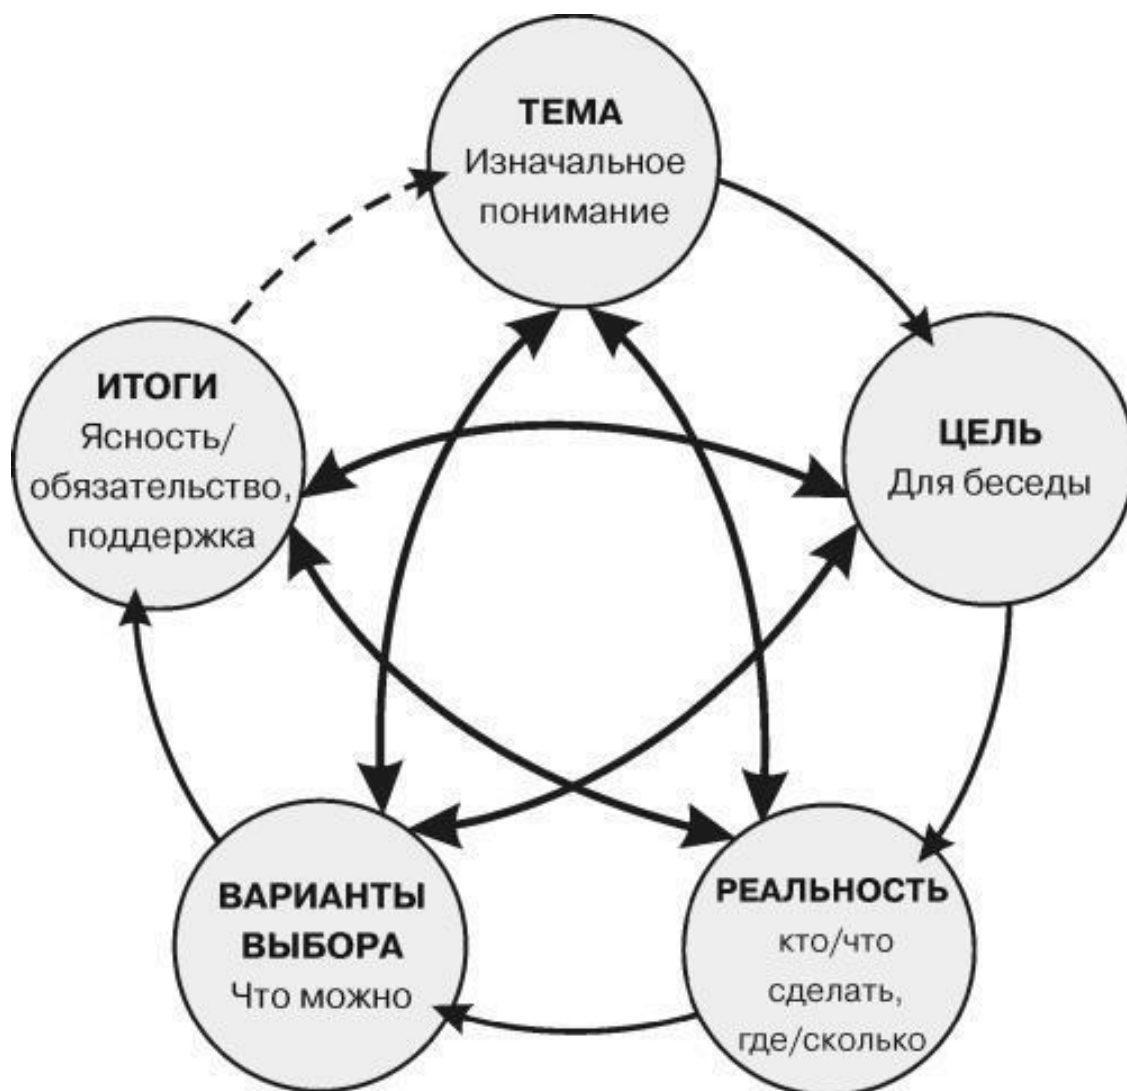 ТЕМА
Изначальное
понимание
ЦЕЛЬ
Для беседы
РЕАЛЬНОСТЬ
кто/что
сделать,
где/сколько
ВАРИАНТЫ
ВЫБОРА
Что можно
ИТОГИ
Ясность/
обязательство,
поддержка